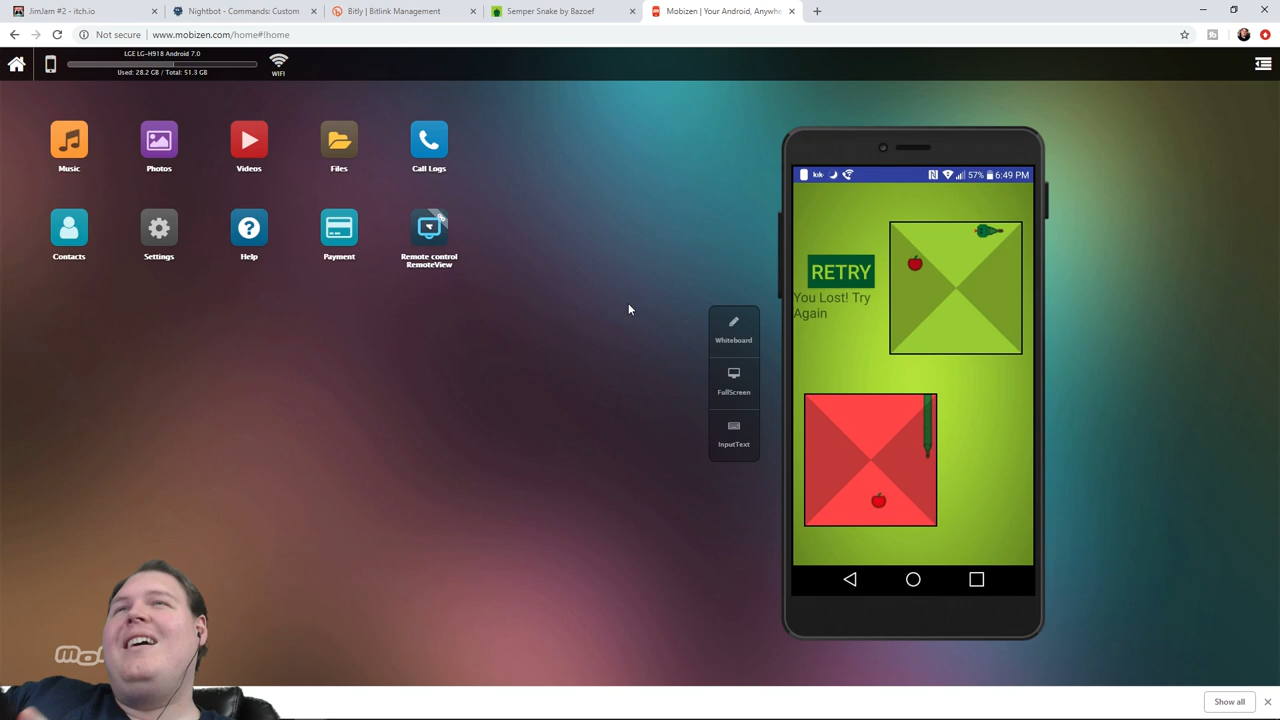 JimJam #2 - itch.io
Nightbot - Commands: Custom
Bitly | Bitlink Management
Semper Snake by Bazoef
Mobizen | Your Android, Anywhe
Not secure
www.mobizen.com/home#!home
LGE LG-H918 Android 7.0
Used: 28.2 GB / Total: 51.3 GB
WIFI
Music
Photos
Videos
Files
Call Logs
Contacts
Settings
Help
Payment
Remote control
RemoteView
Whiteboard
FullScreen
InputText
kik
57%
6:49 PM
RETRY
You Lost! Try
Again
Show all